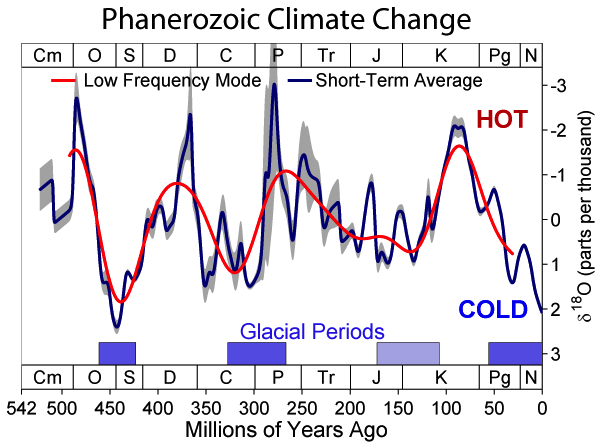 Phanerozoic Climate Change
Cm O S D C P Tr J K Pg N
Low Frequency Mode Short-Term Average
HOT
COLD
Glacial Periods
-3
-2
-1
0
1
2
3
δ 18O (parts per thousand)
Cm O S D C P Tr J K Pg N
542 500 450 400 350 300 250 200 150 100 50 0
Millions of Years Ago